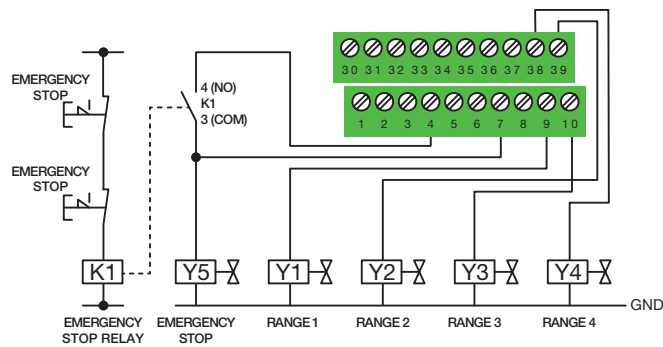 30 31 32 33 34 35 36 37 38 39
EMERGENCY
STOP
4 (NO)
K1
3 (COM)
1 2 3 4 5 6 7 8 9 10
EMERGENCY
STOP
K1
Y5
Y1
Y2
Y3
Y4
GND
EMERGENCY
STOP RELAY
EMERGENCY
STOP
RANGE 1
RANGE 2
RANGE 3
RANGE 4